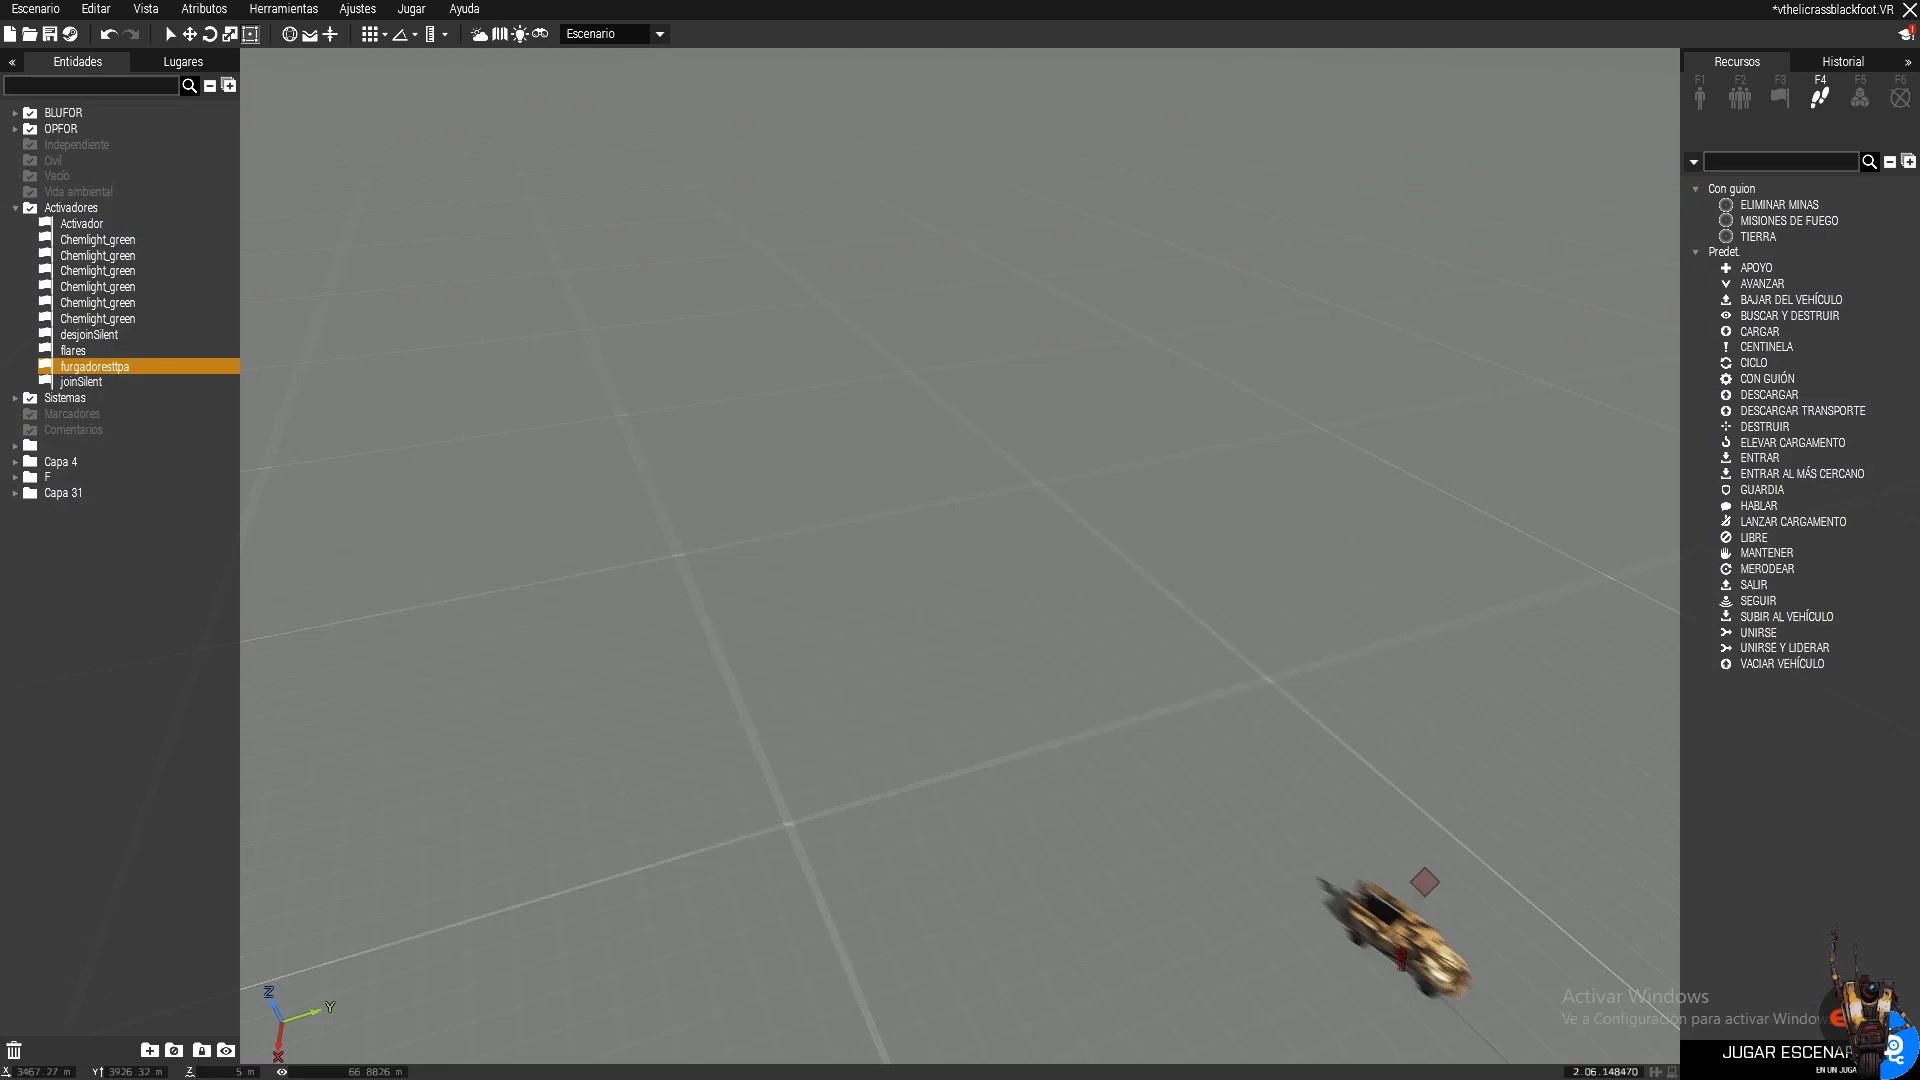 Escenario Editar Vista Atributos Herramientas Ajustes Jugar Ayuda
*vthelicrassblackfoot.VR
Escenario
Entidades Lugares
BLUFOR
OPFOR
Independiente
Civil
Vacío
Vida ambiental
Activadores
Activador
Chemlight_green
Chemlight_green
Chemlight_green
Chemlight_green
Chemlight_green
Chemlight_green
desjoinSilent
flares
furgadoresttpa
joinSilent
Sistemas
Marcadores
Comentarios
Capa 4
F
Capa 31
Z
Y
X
X 3467.27 m Y 3926.32 m Z 5 m 66.8826 m
Recursos Historial
F1 F2 F3 F4 F5 F6
Con guion
ELIMINAR MINAS
MISIONES DE FUEGO
TIERRA
Predet.
APOYO
AVANZAR
BAJAR DEL VEHÍCULO
BUSCAR Y DESTRUIR
CARGAR
CENTINELA
CICLO
CON GUIÓN
DESCARGAR
DESCARGAR TRANSPORTE
DESTRUIR
ELEVAR CARGAMENTO
ENTRAR
ENTRAR AL MÁS CERCANO
GUARDIA
HABLAR
LANZAR CARGAMENTO
LIBRE
MANTENER
MERODEAR
SALIR
SEGUIR
SUBIR AL VEHÍCULO
UNIRSE
UNIRSE Y LIDERAR
VACIAR VEHÍCULO
Activar Windows
Ve a Configuración para activar Window
JUGAR ESCENAR
EN UN JUGA
2.06.148470